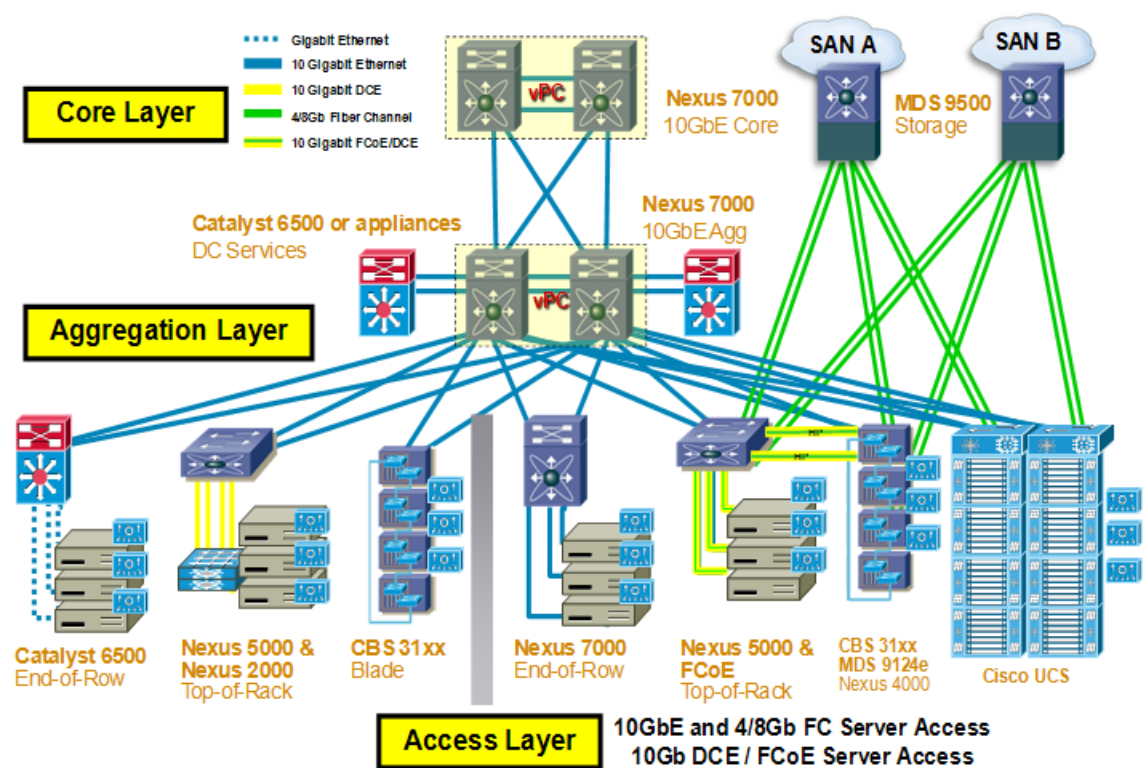 Gigabit Ethernet
10 Gigabit Ethernet
10 Gigabit DCE
4/8Gb Fiber Channel
10 Gigabit FCoE/DCE
Core Layer
vPC
Nexus 7000
10GbE Core
SAN A
SAN B
MDS 9500
Storage
Catalyst 6500 or appliances
DC Services
Nexus 7000
10GbEAgg
vPC
Aggregation Layer
Catalyst 6500
End-of-Row
Nexus 5000 &
Nexus 2000
Top-of-Rack
CBS 31xx
Blade
Nexus 7000
End-of-Row
Nexus 5000 &
FCoE
Top-of-Rack
CBS 31xx
MDS 9124e
Nexus 4000
Cisco UCS
Access Layer
10GbE and 4/8Gb FC Server Access
10Gb DCE / FCoE Server Access